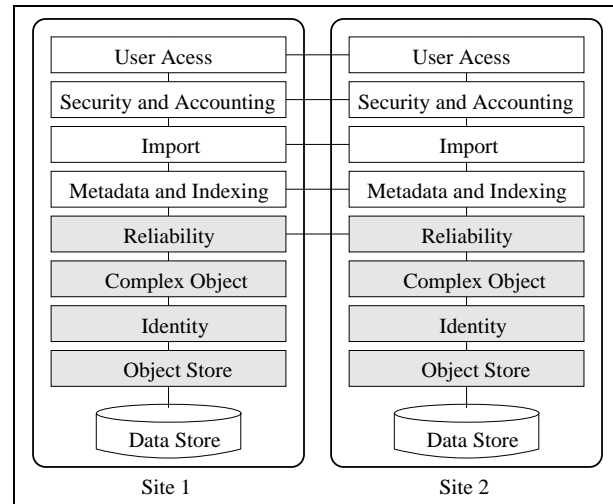 User Acess
Security and Accounting
Import
Metadata and Indexing
Reliability
Complex Object
Identity
Object Store
Data Store
Site 1
User Acess
Security and Accounting
Import
Metadata and Indexing
Reliability
Complex Object
Identity
Object Store
Data Store
Site 2